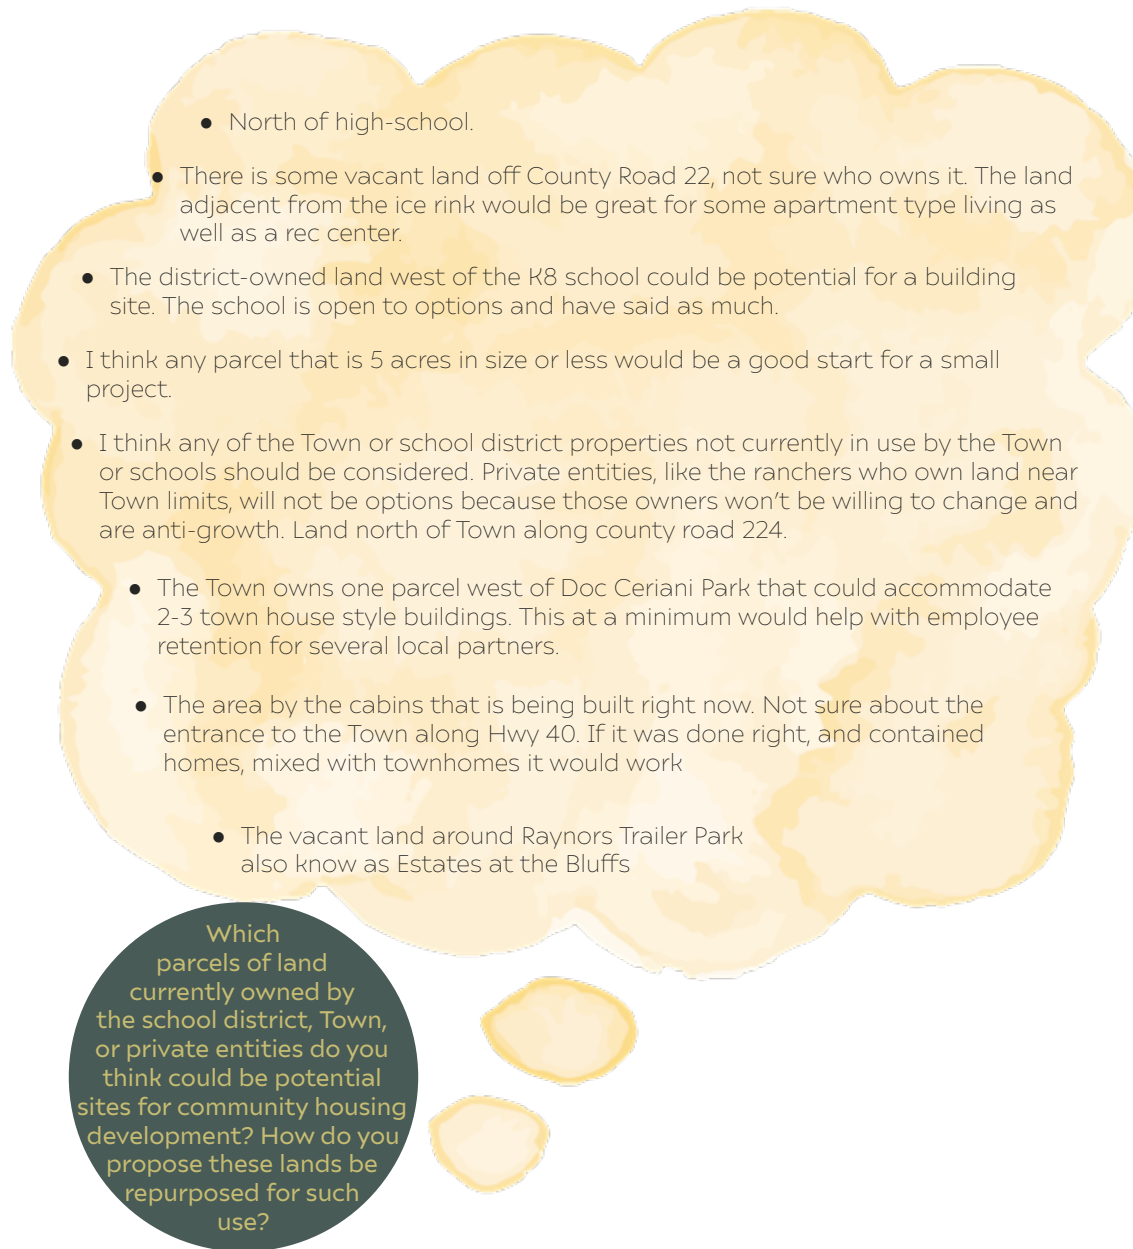 ● North of high-school.
● There is some vacant land off County Road 22, not sure who owns it. The land
adjacent from the ice rink would be great for some apartment type living as
well as a rec center.
● The district-owned land west of the K8 school could be potential for a building
site. The school is open to options and have said as much.
● I think any parcel that is 5 acres in size or less would be a good start for a small
project.
● I think any of the Town or school district properties not currently in use by the Town
or schools should be considered. Private entities, like the ranchers who own land near
Town limits, will not be options because those owners won't be willing to change and
are anti-growth. Land north of Town along county road 224.
● The Town owns one parcel west of Doc Ceriani Park that could accommodate
2-3 town house style buildings. This at a minimum would help with employee
retention for several local partners.
● The area by the cabins that is being built right now. Not sure about the
entrance to the Town along Hwy 40. If it was done right, and contained
homes, mixed with townhomes it would work
● The vacant land around Raynors Trailer Park
also know as Estates at the Bluffs
Which
parcels of land
currently owned by
the school district, Town,
or private entities do you
think could be potential
sites for community housing
development? How do you
propose these lands be
repurposed for such
use?